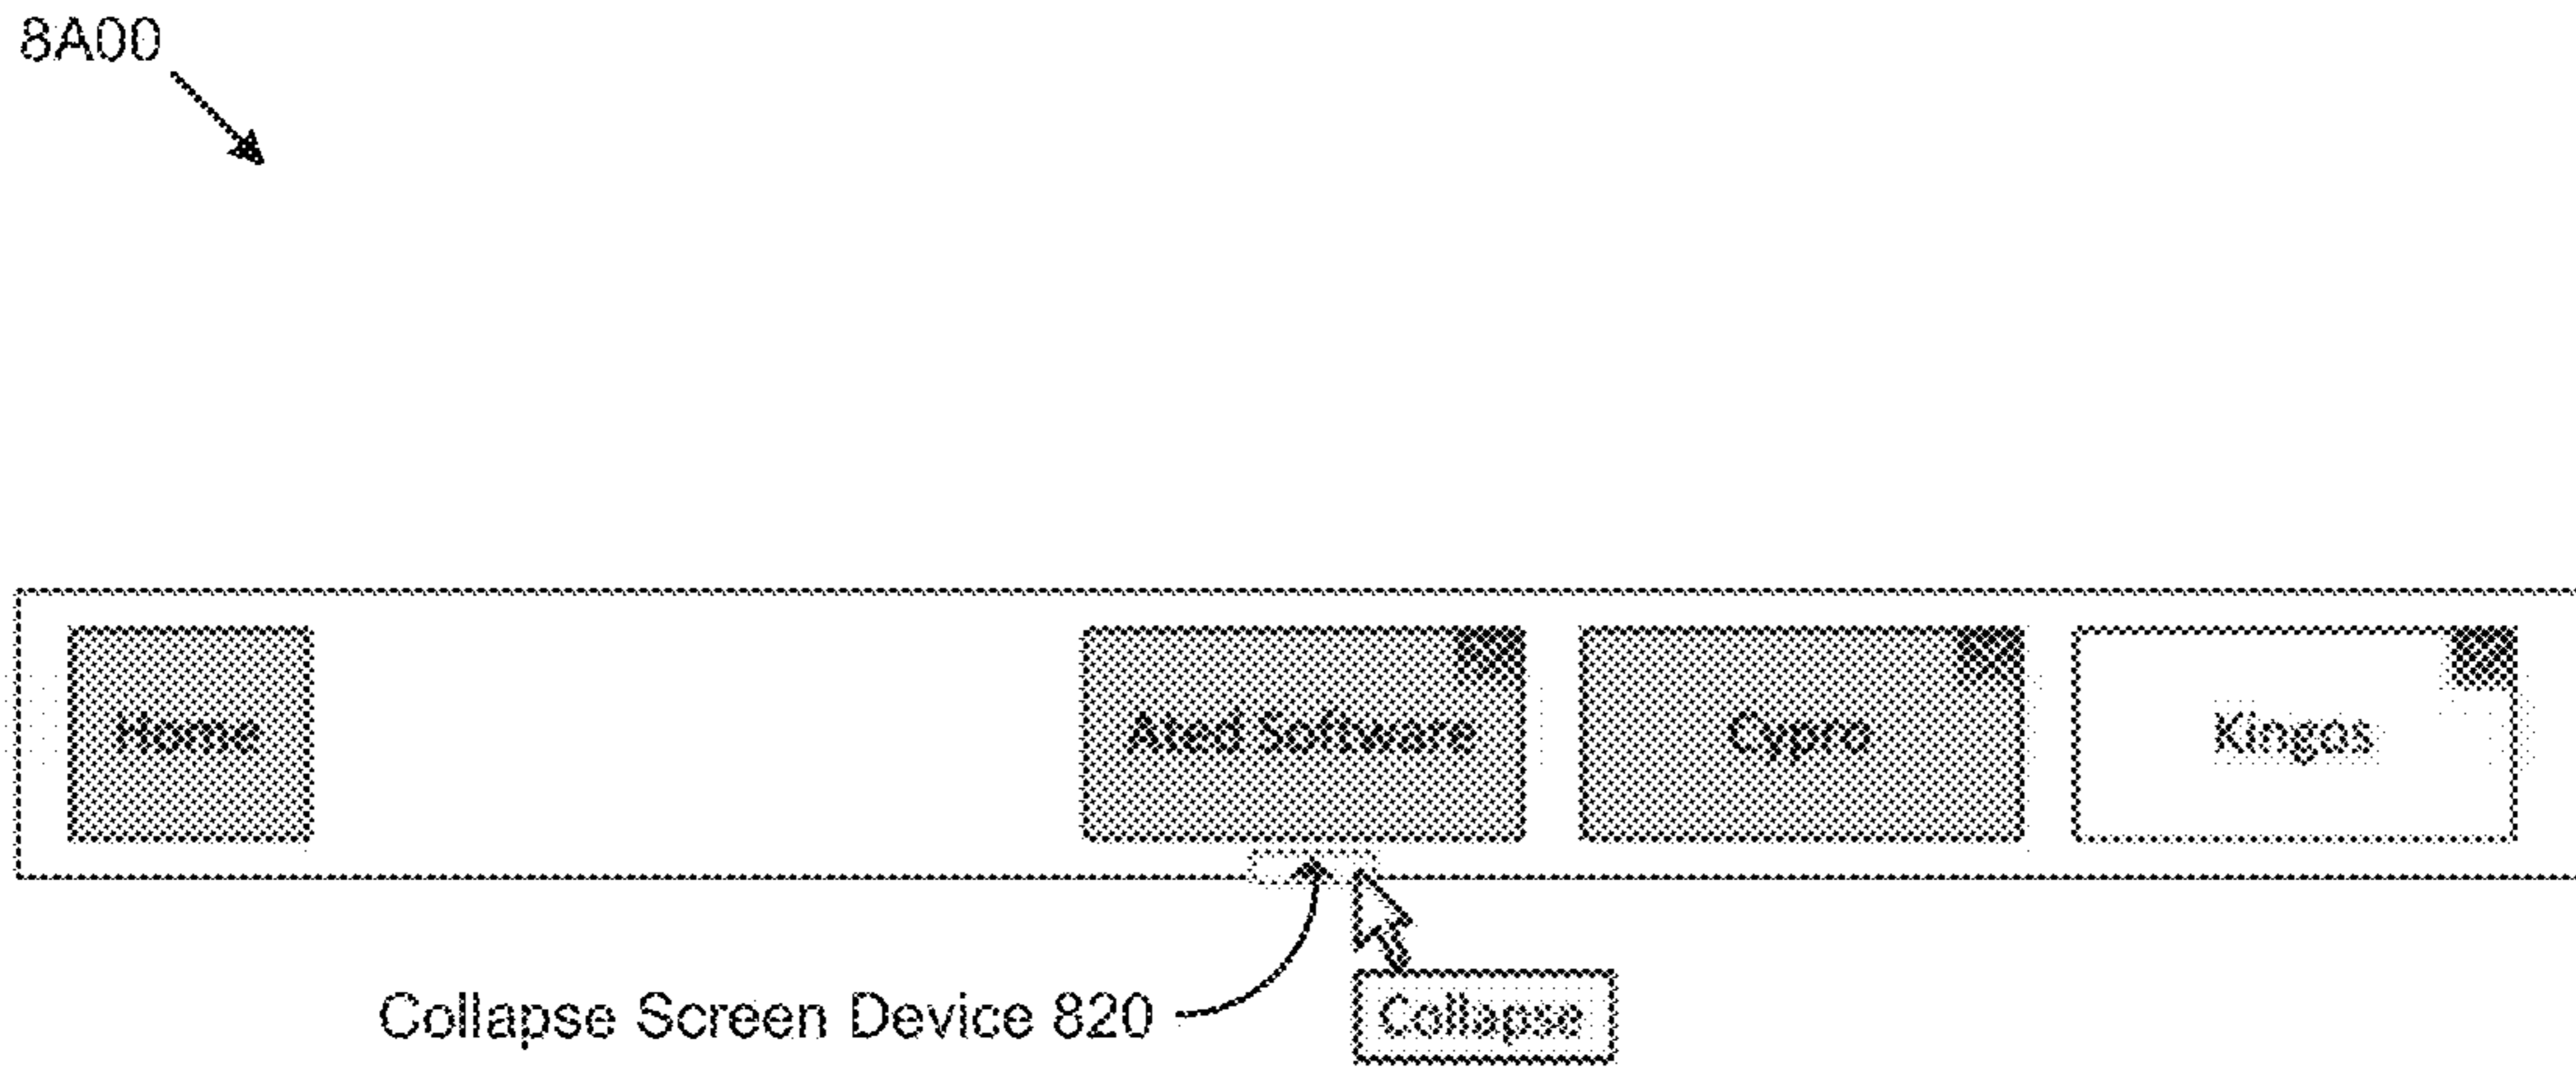 8A00
Home
Ated Software
Cypro
Kingos
Collapse Screen Device 820
Collapse